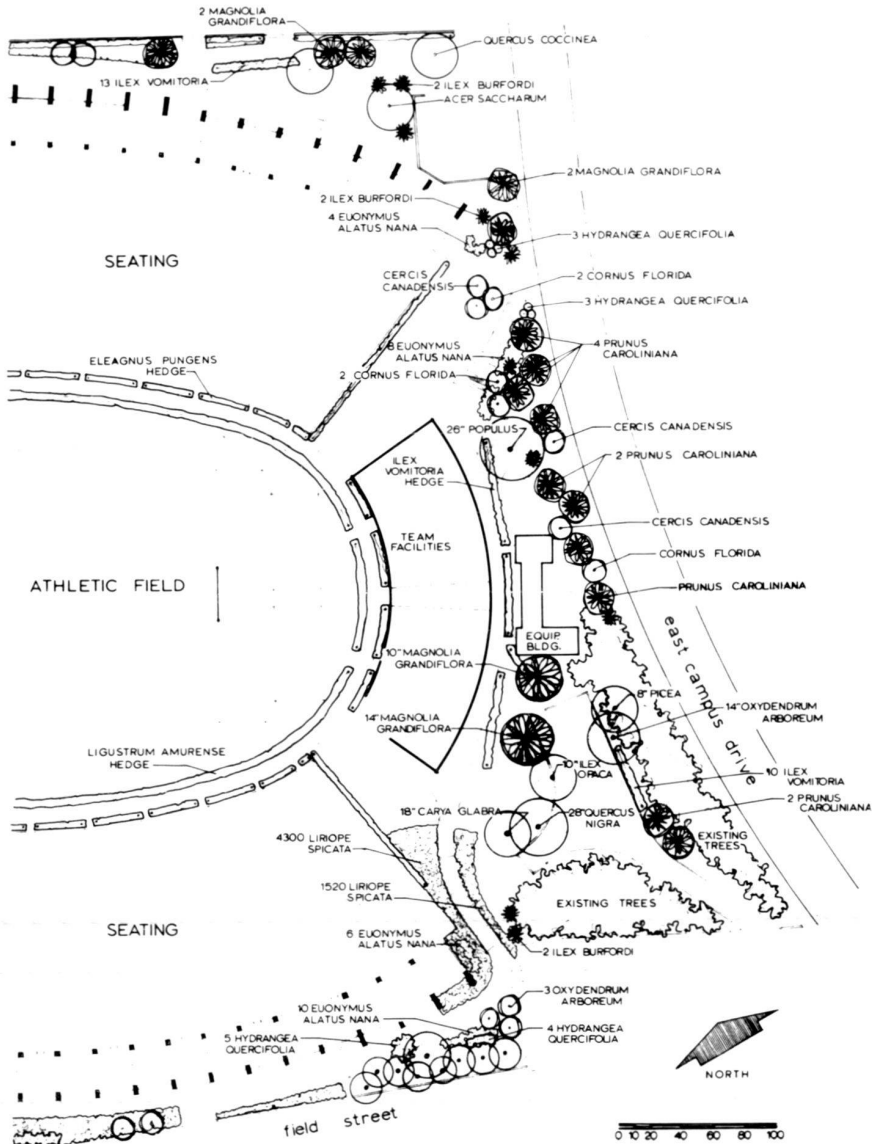 2 MAGNOLIA
GRANDIFLORA
QUERCUS COCCINEA
13 ILEX VOMITORIA
2 ILEX BURFORDI
ACER SACCHARUM
2 MAGNOLIA GRANDIFLORA
2 ILEX BURFORDI
4 EUONYMUS
ALATUS NANA
3 HYDRANGEA QUERCIFOLIA
SEATING
CERCIS
CANADENSIS
2 CORNUS FLORIDA
3 HYDRANGEA QUERCIFOLIA
8 EUONYMUS
ALATUS NANA
4 PRUNUS
CAROLINIANA
ELEAGNUS PUNGENS
HEDGE
2 CORNUS FLORIDA
26" POPULUS
CERCIS CANADENSIS
ILEX
VOMITORIA
HEDGE
2 PRUNUS CAROLINIANA
CERCIS CANADENSIS
TEAM
FACILITIES
CORNUS FLORIDA
ATHLETIC FIELD
PRUNUS CAROLINIANA
EQUIP.
BLDG.
east campus drive
10" MAGNOLIA
GRANDIFLORA
8" PICEA
14" OXYDENDRUM
ARBOREUM
14" MAGNOLIA
GRANDIFLORA
LIGUSTRUM AMURENSE
HEDGE
10" ILEX
OPACA
10 ILEX
VOMITORIA
2 PRUNUS
CAROLINIANA
18" CARYA GLABRA
28" QUERCUS
NIGRA
EXISTING
TREES
4300 LIRIOPE
SPICATA
1520 LIRIOPE
SPICATA
EXISTING TREES
SEATING
6 EUONYMUS
ALATUS NANA
2 ILEX BURFORDI
3 OXYDENDRUM
ARBOREUM
10 EUONYMUS
ALATUS NANA
4 HYDRANGEA
QUERCIFOLIA
5 HYDRANGEA
QUERCIFOLIA
NORTH
field street
0 10 20 40 60 80 100